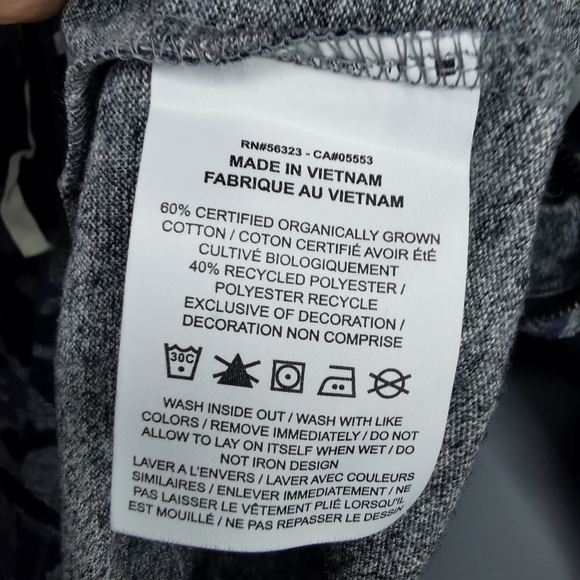 RN#56323 - CA#05553
MADE IN VIETNAM
FABRIQUE AU VIETNAM
60% CERTIFIED ORGANICALLY GROWN
COTTON / COTON CERTIFIÉ AVOIR ÉTÉ
CULTIVÉ BIOLOGIQUEMENT
40% RECYCLED POLYESTER /
POLYESTER RECYCLE
EXCLUSIVE OF DECORATION /
DECORATION NON COMPRISE
30C
WASH INSIDE OUT / WASH WITH LIKE
COLORS / REMOVE IMMEDIATELY / DO NOT
ALLOW TO LAY ON ITSELF WHEN WET / DO
NOT IRON DESIGN
LAVER A L'ENVERS / LAVER AVEC COULEURS
SIMILAIRES / ENLEVER IMMEDIATEMENT / NE
PAS LAISSER LE VÊTEMENT PLIÉ LORSQU'IL
EST MOUILLÉ / NE PAS REPASSER LE DESSIN